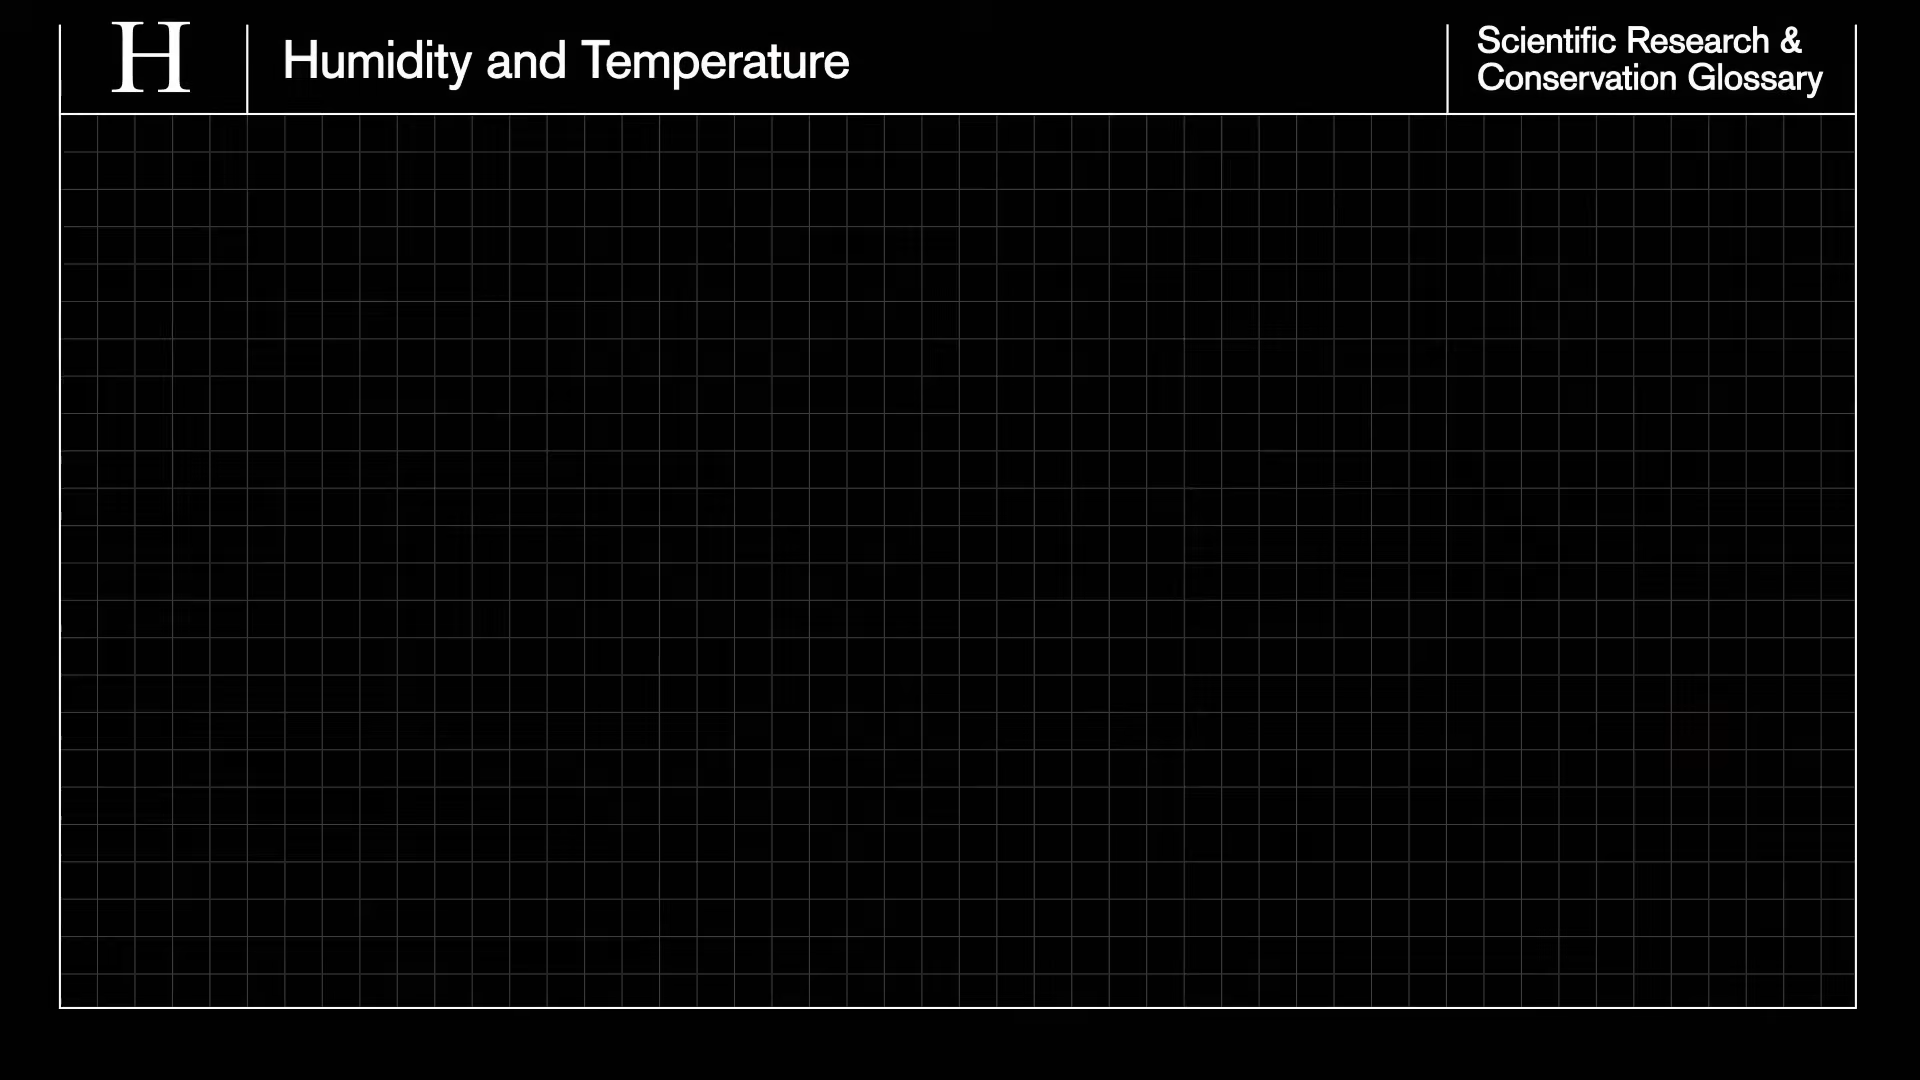 H
Humidity and Temperature
Scientific Research &
Conservation Glossary